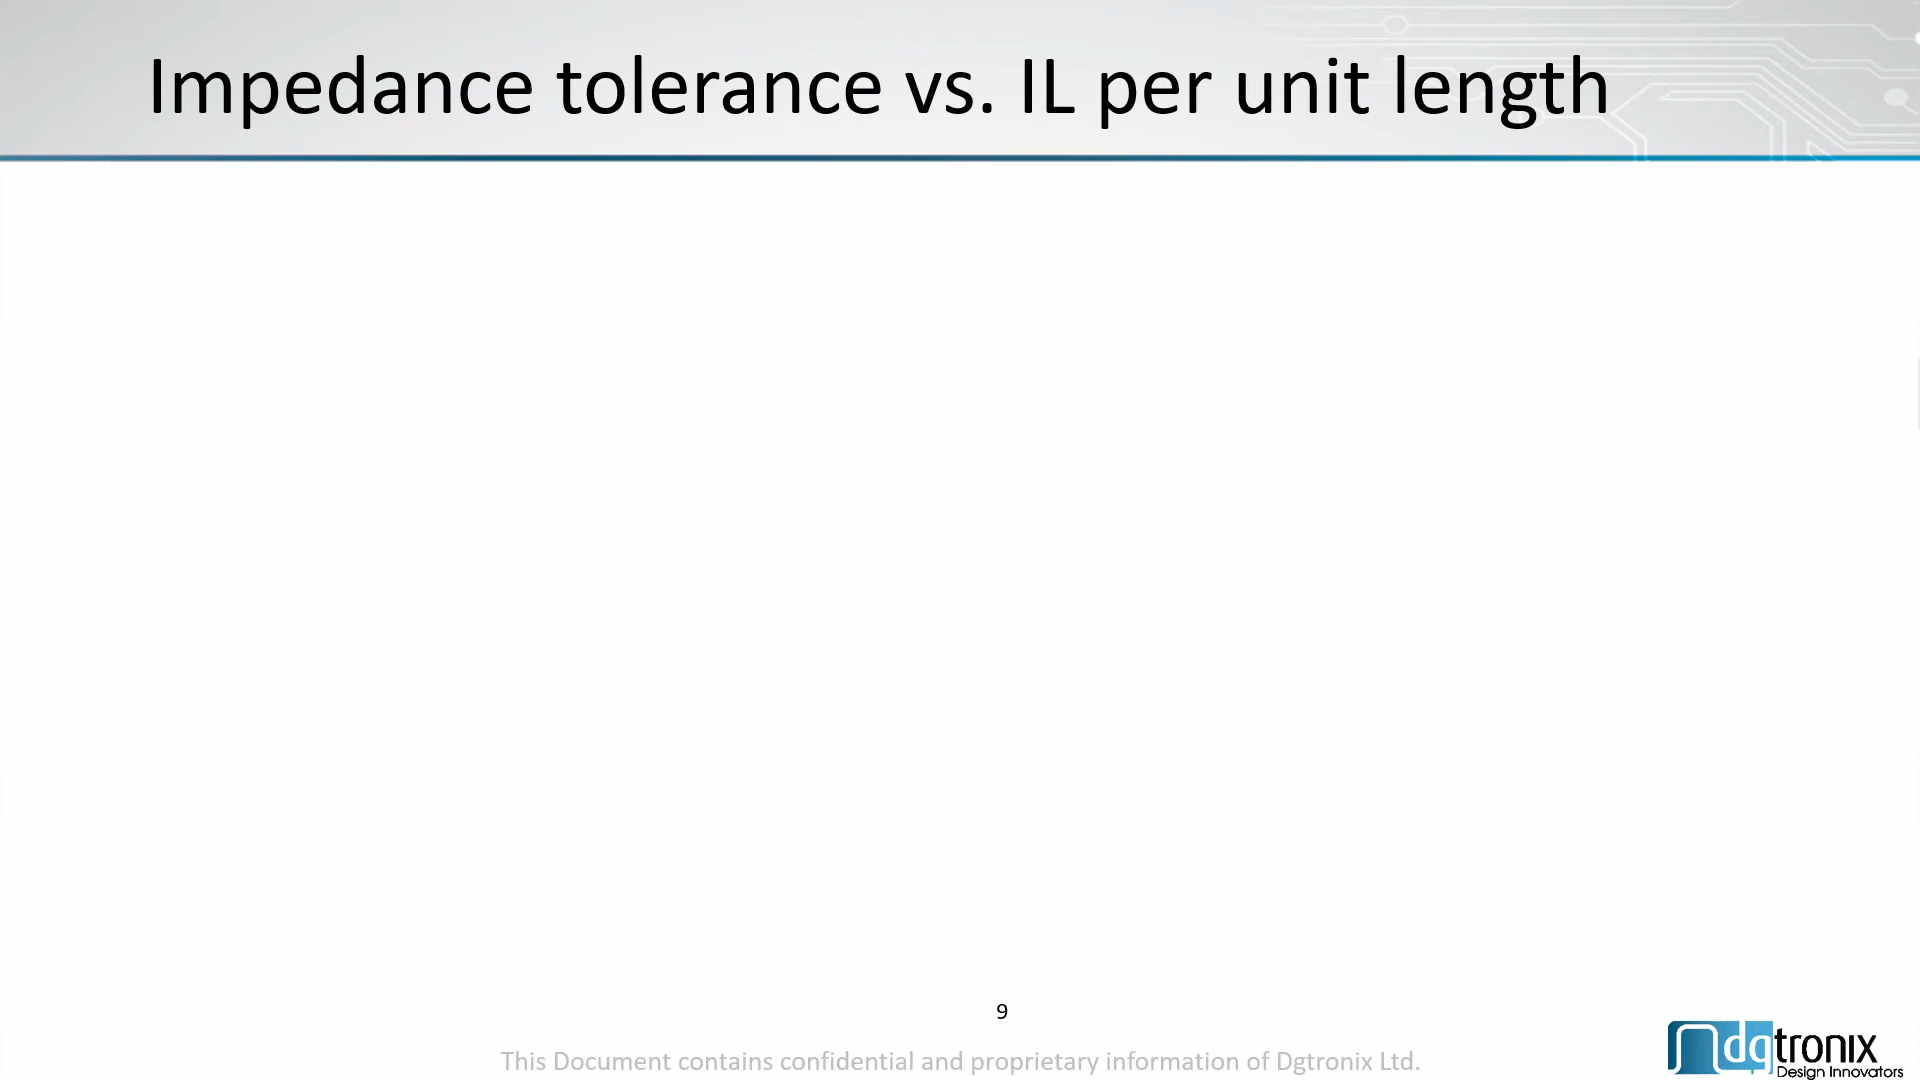 Impedance tolerance vs. IL per unit length
9
This Document contains confidential and proprietary information of Dgtronix Ltd.
dgtronix
Design Innovators